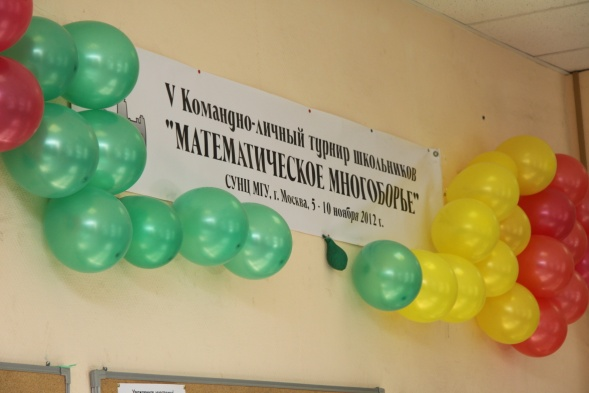 V Командно-личный турнир школьников
"МАТЕМАТИЧЕСКОЕ МНОГОБОРЬЕ"
СУНЦ МГУ, г. Москва, 5 - 10 ноября 2012 г.